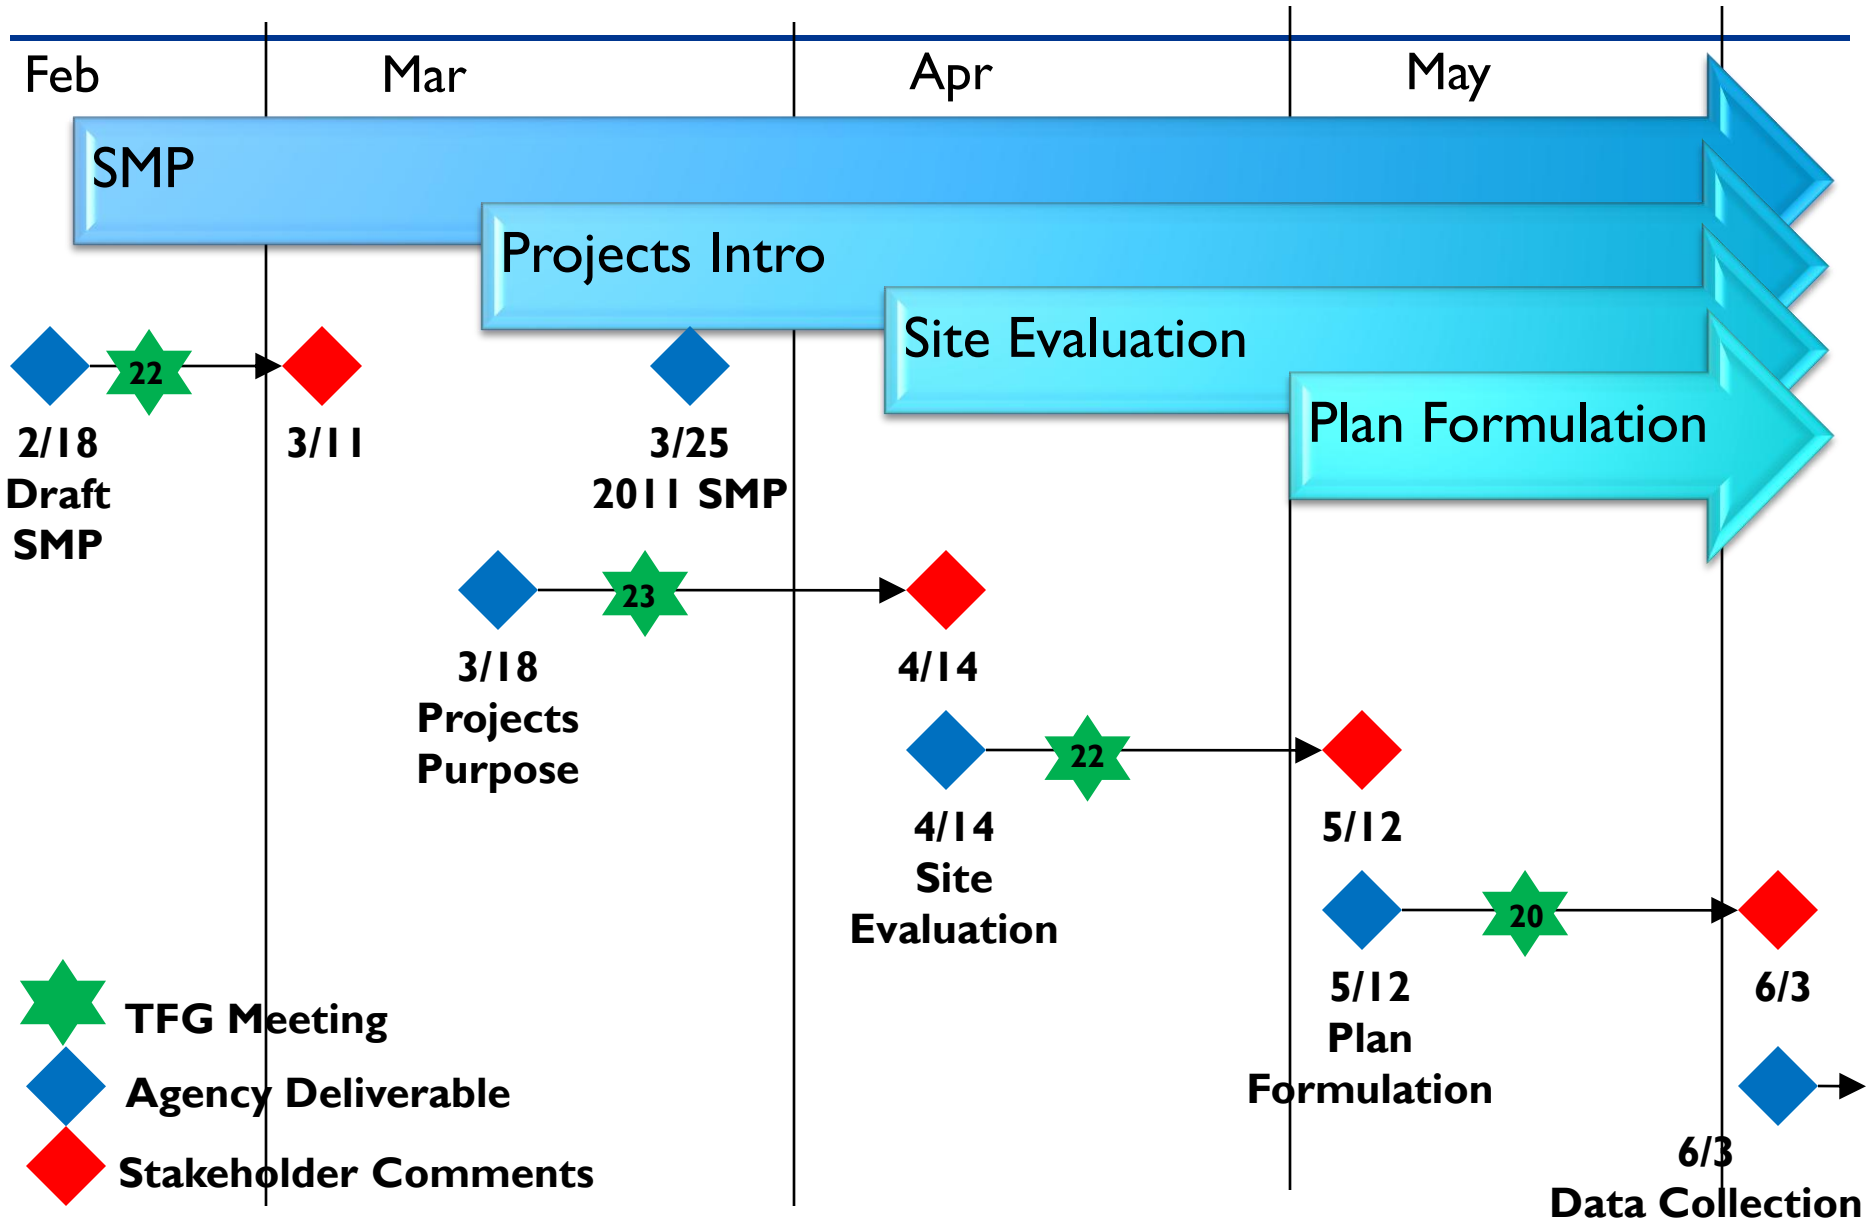 Feb
Mar
Apr
May
SMP
Projects Intro
Site Evaluation
Plan Formulation
22
2/18
Draft
SMP
3/11
3/25
2011 SMP
23
3/18
Projects
Purpose
4/14
22
4/14
Site
Evaluation
5/12
20
5/12
Plan
Formulation
6/3
6/3
Data Collection
TFG Meeting
Agency Deliverable
Stakeholder Comments